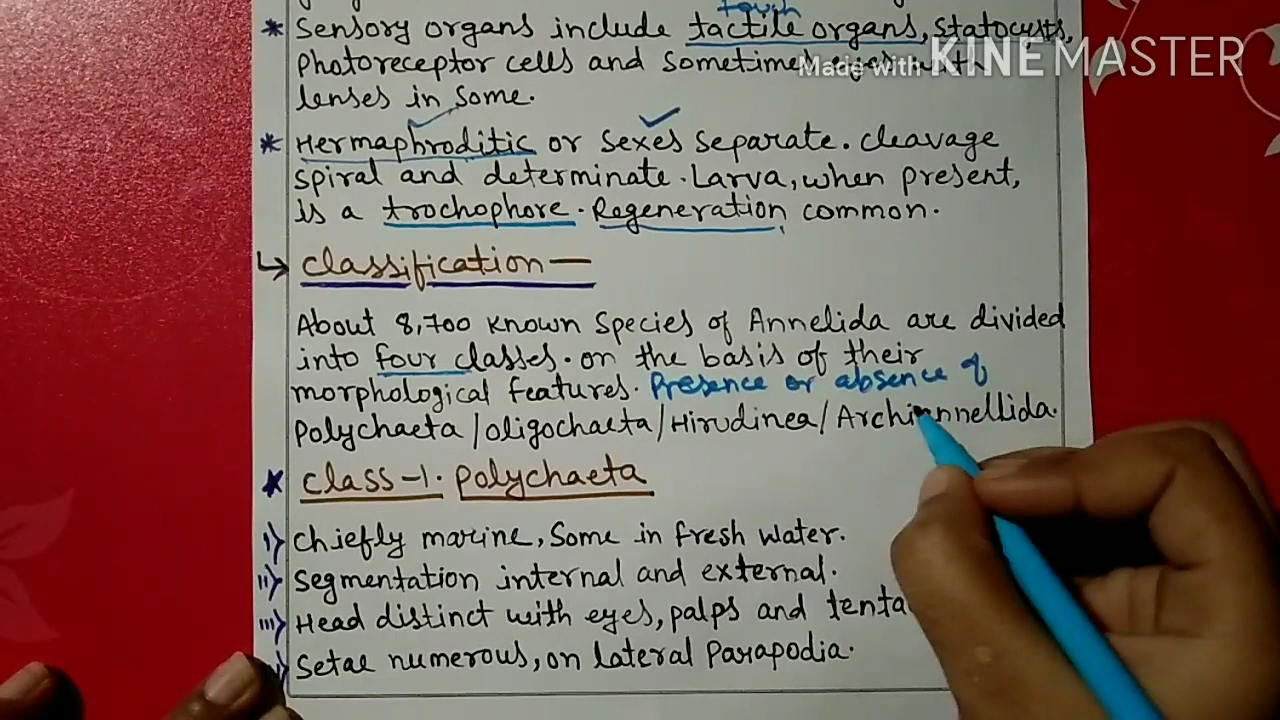 touch
* Sensory organs include tactile organs, Statocysts,
Photoreceptor cells and Sometimes eyes with
Made with KINEMASTER
lenses in some.
* Hermaphroditic or sexes separate. cleavage
spiral and determinate. Larva, when present,
is a trochophore. Regeneration common.
classification —
About 8,700 known species of Annelida are divided
into four classes. on the basis of their
morphological features. Presence or absence of
Polychaeta / oligochaeta / Hirudinea / Archiannellida.
* class-1. Polychaeta
i) chiefly marine, Some in fresh water.
ii) Segmentation internal and external.
iii) Head distinct with eyes, palps and
Setae numerous, on lateral Parapodia.